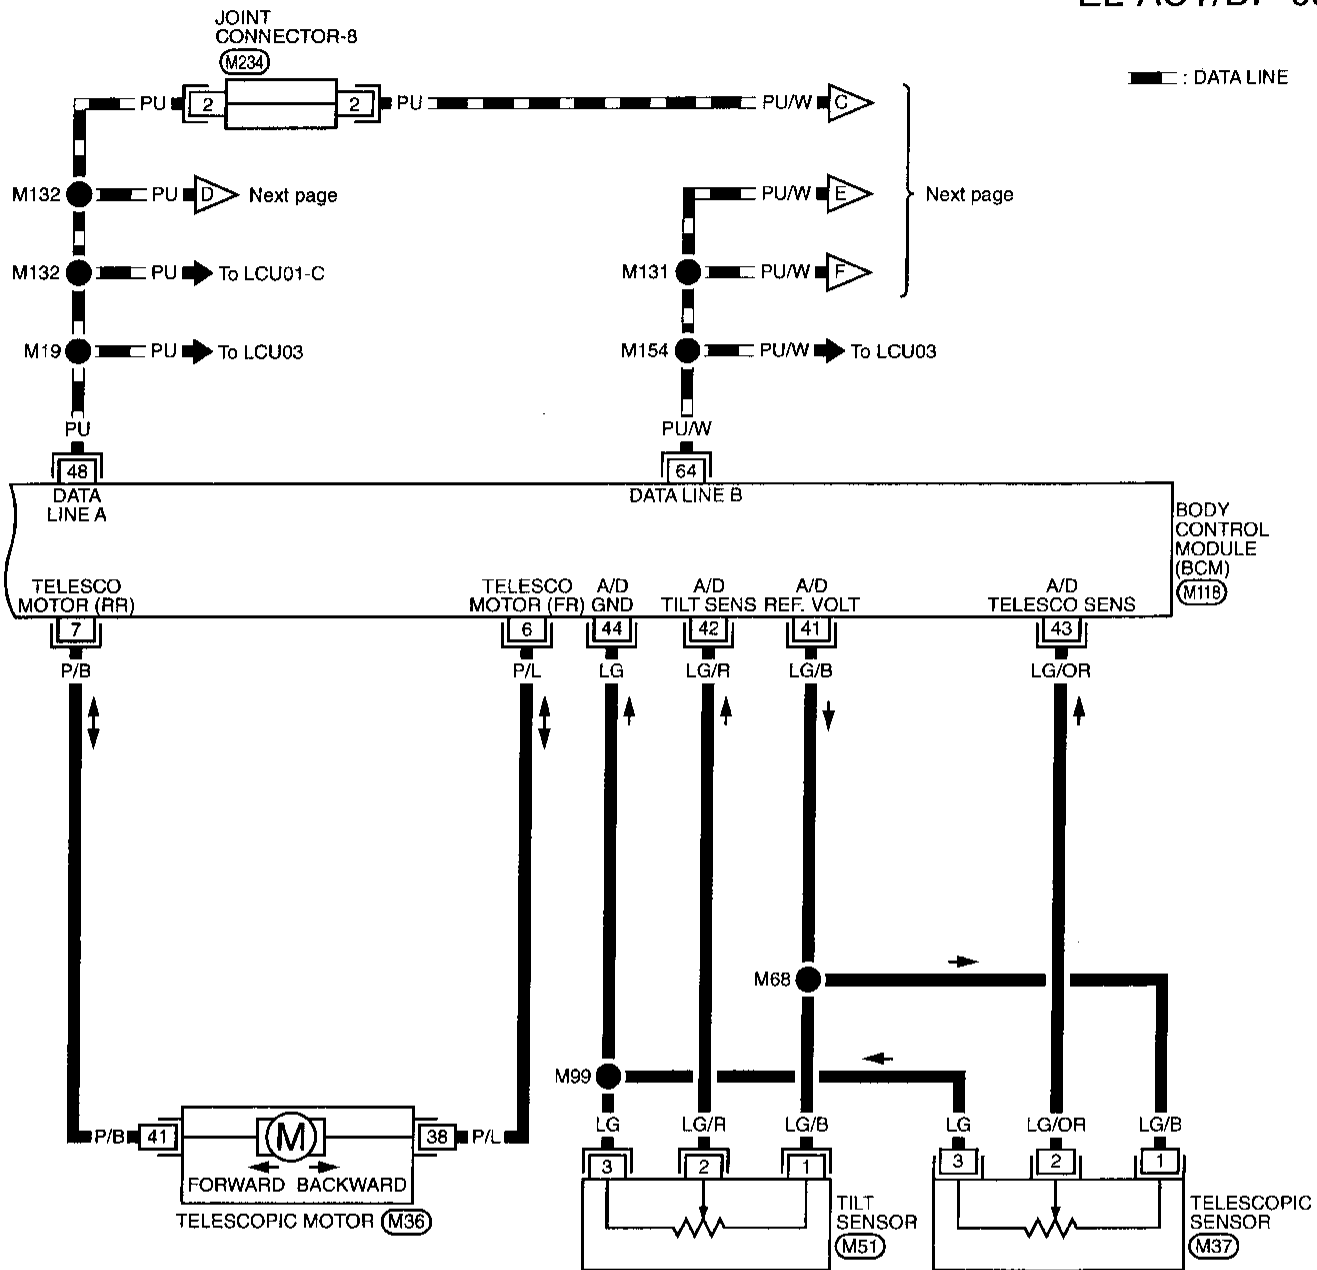 JOINT
CONNECTOR-8
M234
: DATA LINE
PU 2 2 PU PU/W C
M132 PU D Next page
PU/W E Next page
M132 PU To LCU01-C
M131 PU/W F
M19 PU To LCU03
M154 PU/W To LCU03
PU PU/W
48 64
DATA
LINE A
DATA LINE B
BODY
CONTROL
MODULE
(BCM)
M118
TELESCO
MOTOR (RR)
TELESCO
MOTOR (FR)
A/D
GND
A/D
TILT SENS
A/D
REF. VOLT
A/D
TELESCO SENS
7 6 44 42 41 43
P/B P/L LG LG/R LG/B LG/OR
M68
M99
LG LG/R LG/B LG LG/OR LG/B
P/B 41 M 38 P/L
3 2 1 3 2 1
FORWARD BACKWARD
TELESCOPIC MOTOR M36
TILT
SENSOR
M51
TELESCOPIC
SENSOR
M37